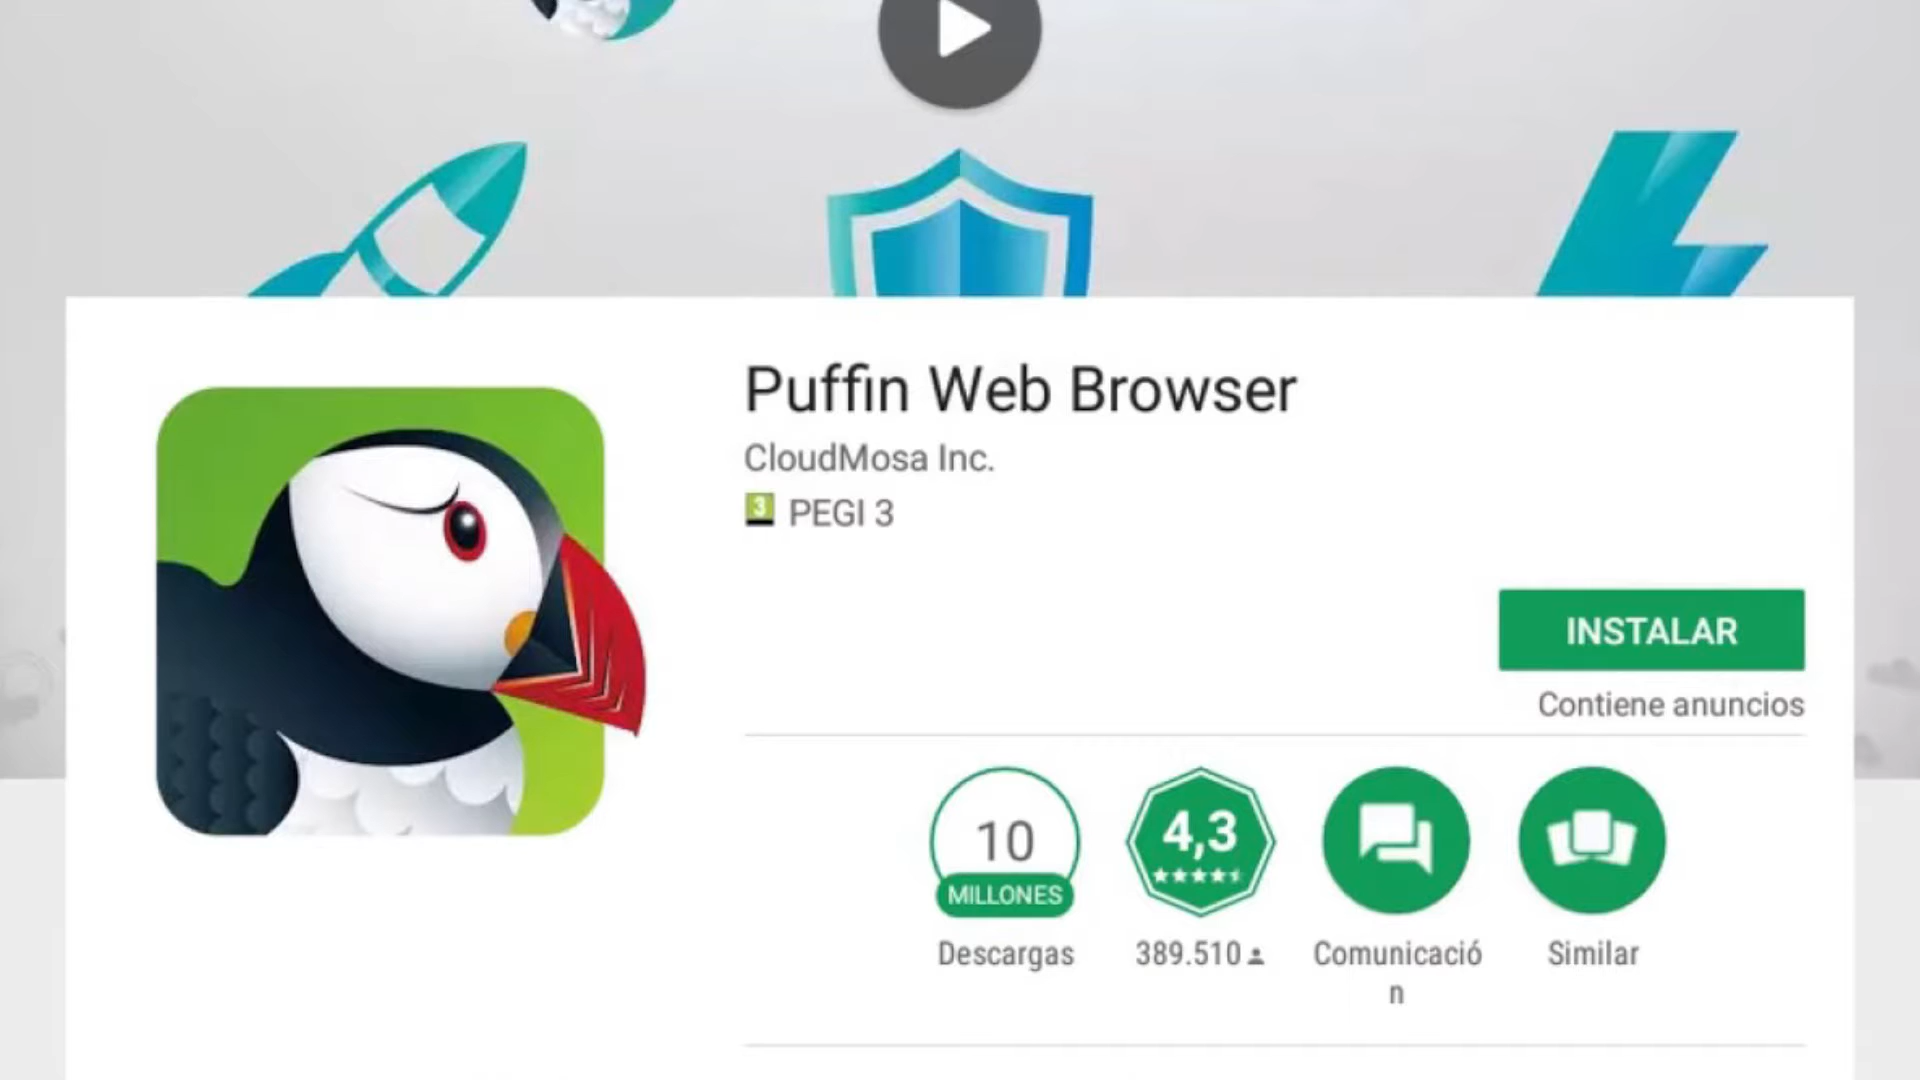 Puffin Web Browser
CloudMosa Inc.
3 PEGI 3
INSTALAR
Contiene anuncios
10
MILLONES
4,3
Descargas
389.510
Comunicació
n
Similar